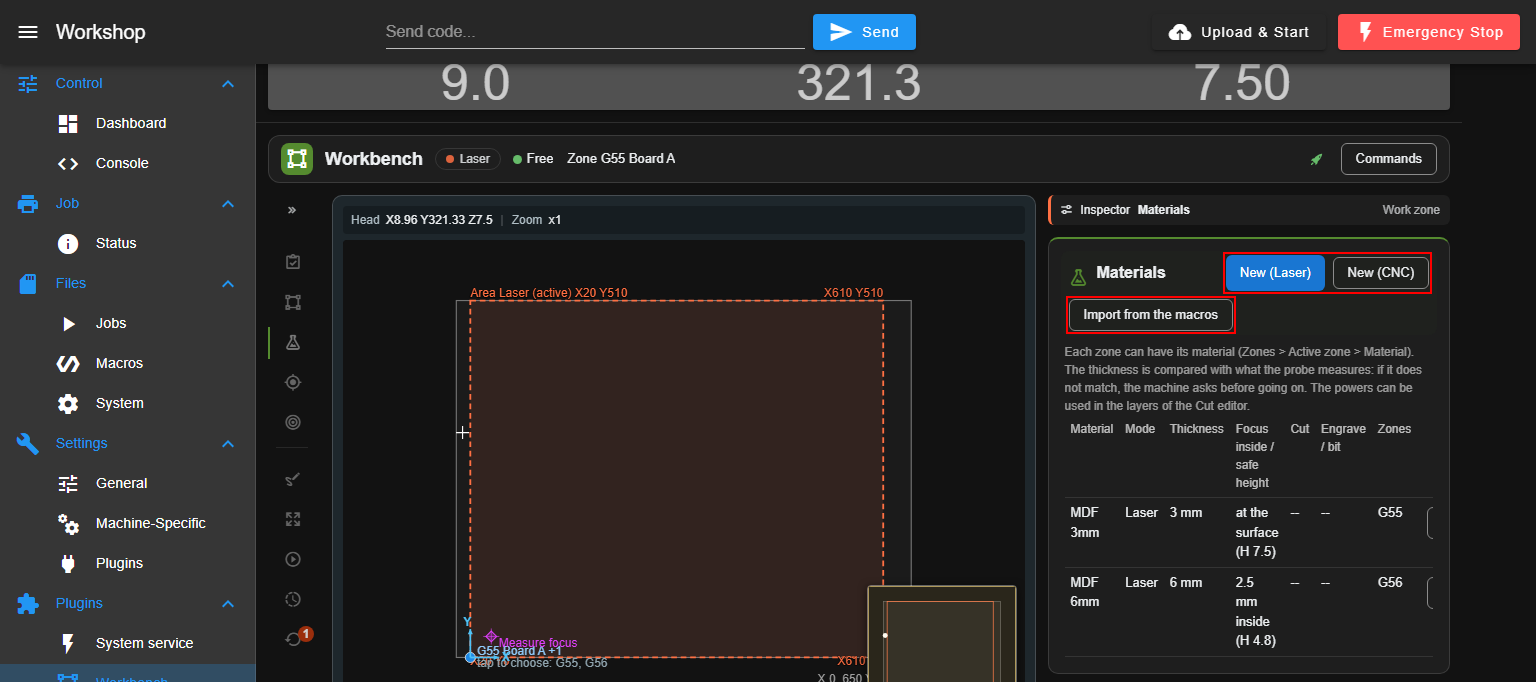 Workshop
Send code...
Send
Upload & Start
Emergency Stop
Control
Dashboard
Console
Job
Status
Files
Jobs
Macros
System
Settings
General
Machine-Specific
Plugins
Plugins
System service
Workbench
9.0
321.3
7.50
Workbench
Laser
Free
Zone G55 Board A
Commands
»
Head X8.96 Y321.33 Z7.5 | Zoom x1
Area Laser (active) X20 Y510
X610 Y510
Y
Measure focus
G55 Board A +1
X
Tap to choose: G55, G56
X610
X 0, 650
1
Inspector Materials
Work zone
Materials
New (Laser)
New (CNC)
Import from the macros
Each zone can have its material (Zones > Active zone > Material).
The thickness is compared with what the probe measures: if it does
not match, the machine asks before going on. The powers can be
used in the layers of the Cut editor.
Material Mode Thickness Focus inside / safe height Cut Engrave / bit Zones
MDF 3mm Laser 3 mm at the surface (H 7.5) -- -- G55
MDF 6mm Laser 6 mm 2.5 mm inside (H 4.8) -- -- G56